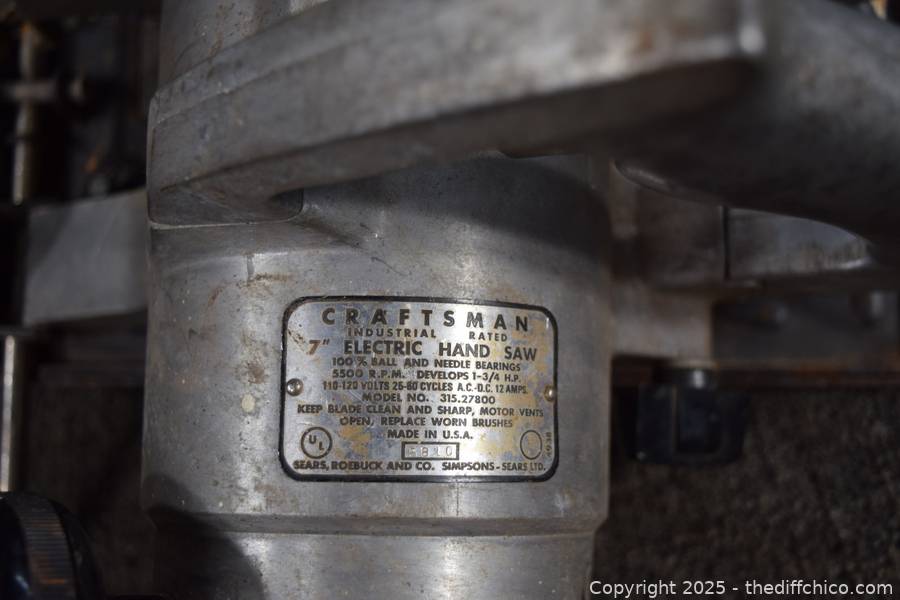 CRAFTSMAN
INDUSTRIAL RATED
7" ELECTRIC HAND SAW
100% BALL AND NEEDLE BEARINGS
5500 R.P.M. DEVELOPS 1-3/4 H.P.
110-120 VOLTS 25-60 CYCLES A.C.-D.C. 12 AMPS.
MODEL NO. 315.27800
KEEP BLADE CLEAN AND SHARP, MOTOR VENTS
OPEN, REPLACE WORN BRUSHES
MADE IN U.S.A.
UL
SEARS, ROEBUCK AND CO. SIMPSONS-SEARS LTD.
Copyright © 2025 - thediffchico.com